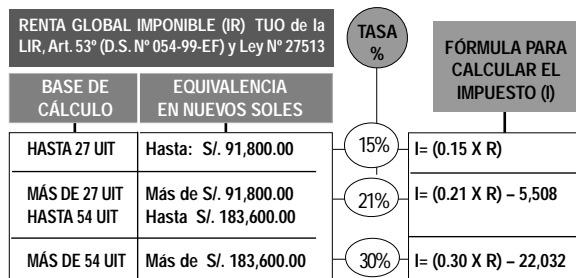 RENTA GLOBAL IMPONIBLE (IR) TUO de la
LIR, Art. 53º (D.S. Nº 054-99-EF) y Ley Nº 27513
TASA
%
FÓRMULA PARA
CALCULAR EL
IMPUESTO (I)
BASE DE
CÁLCULO
EQUIVALENCIA
EN NUEVOS SOLES
HASTA 27 UIT
Hasta: S/. 91,800.00
15%
I= (0.15 X R)
MÁS DE 27 UIT
HASTA 54 UIT
Más de S/. 91,800.00
Hasta S/. 183,600.00
21%
I= (0.21 X R) – 5,508
MÁS DE 54 UIT
Más de S/. 183,600.00
30%
I= (0.30 X R) – 22,032